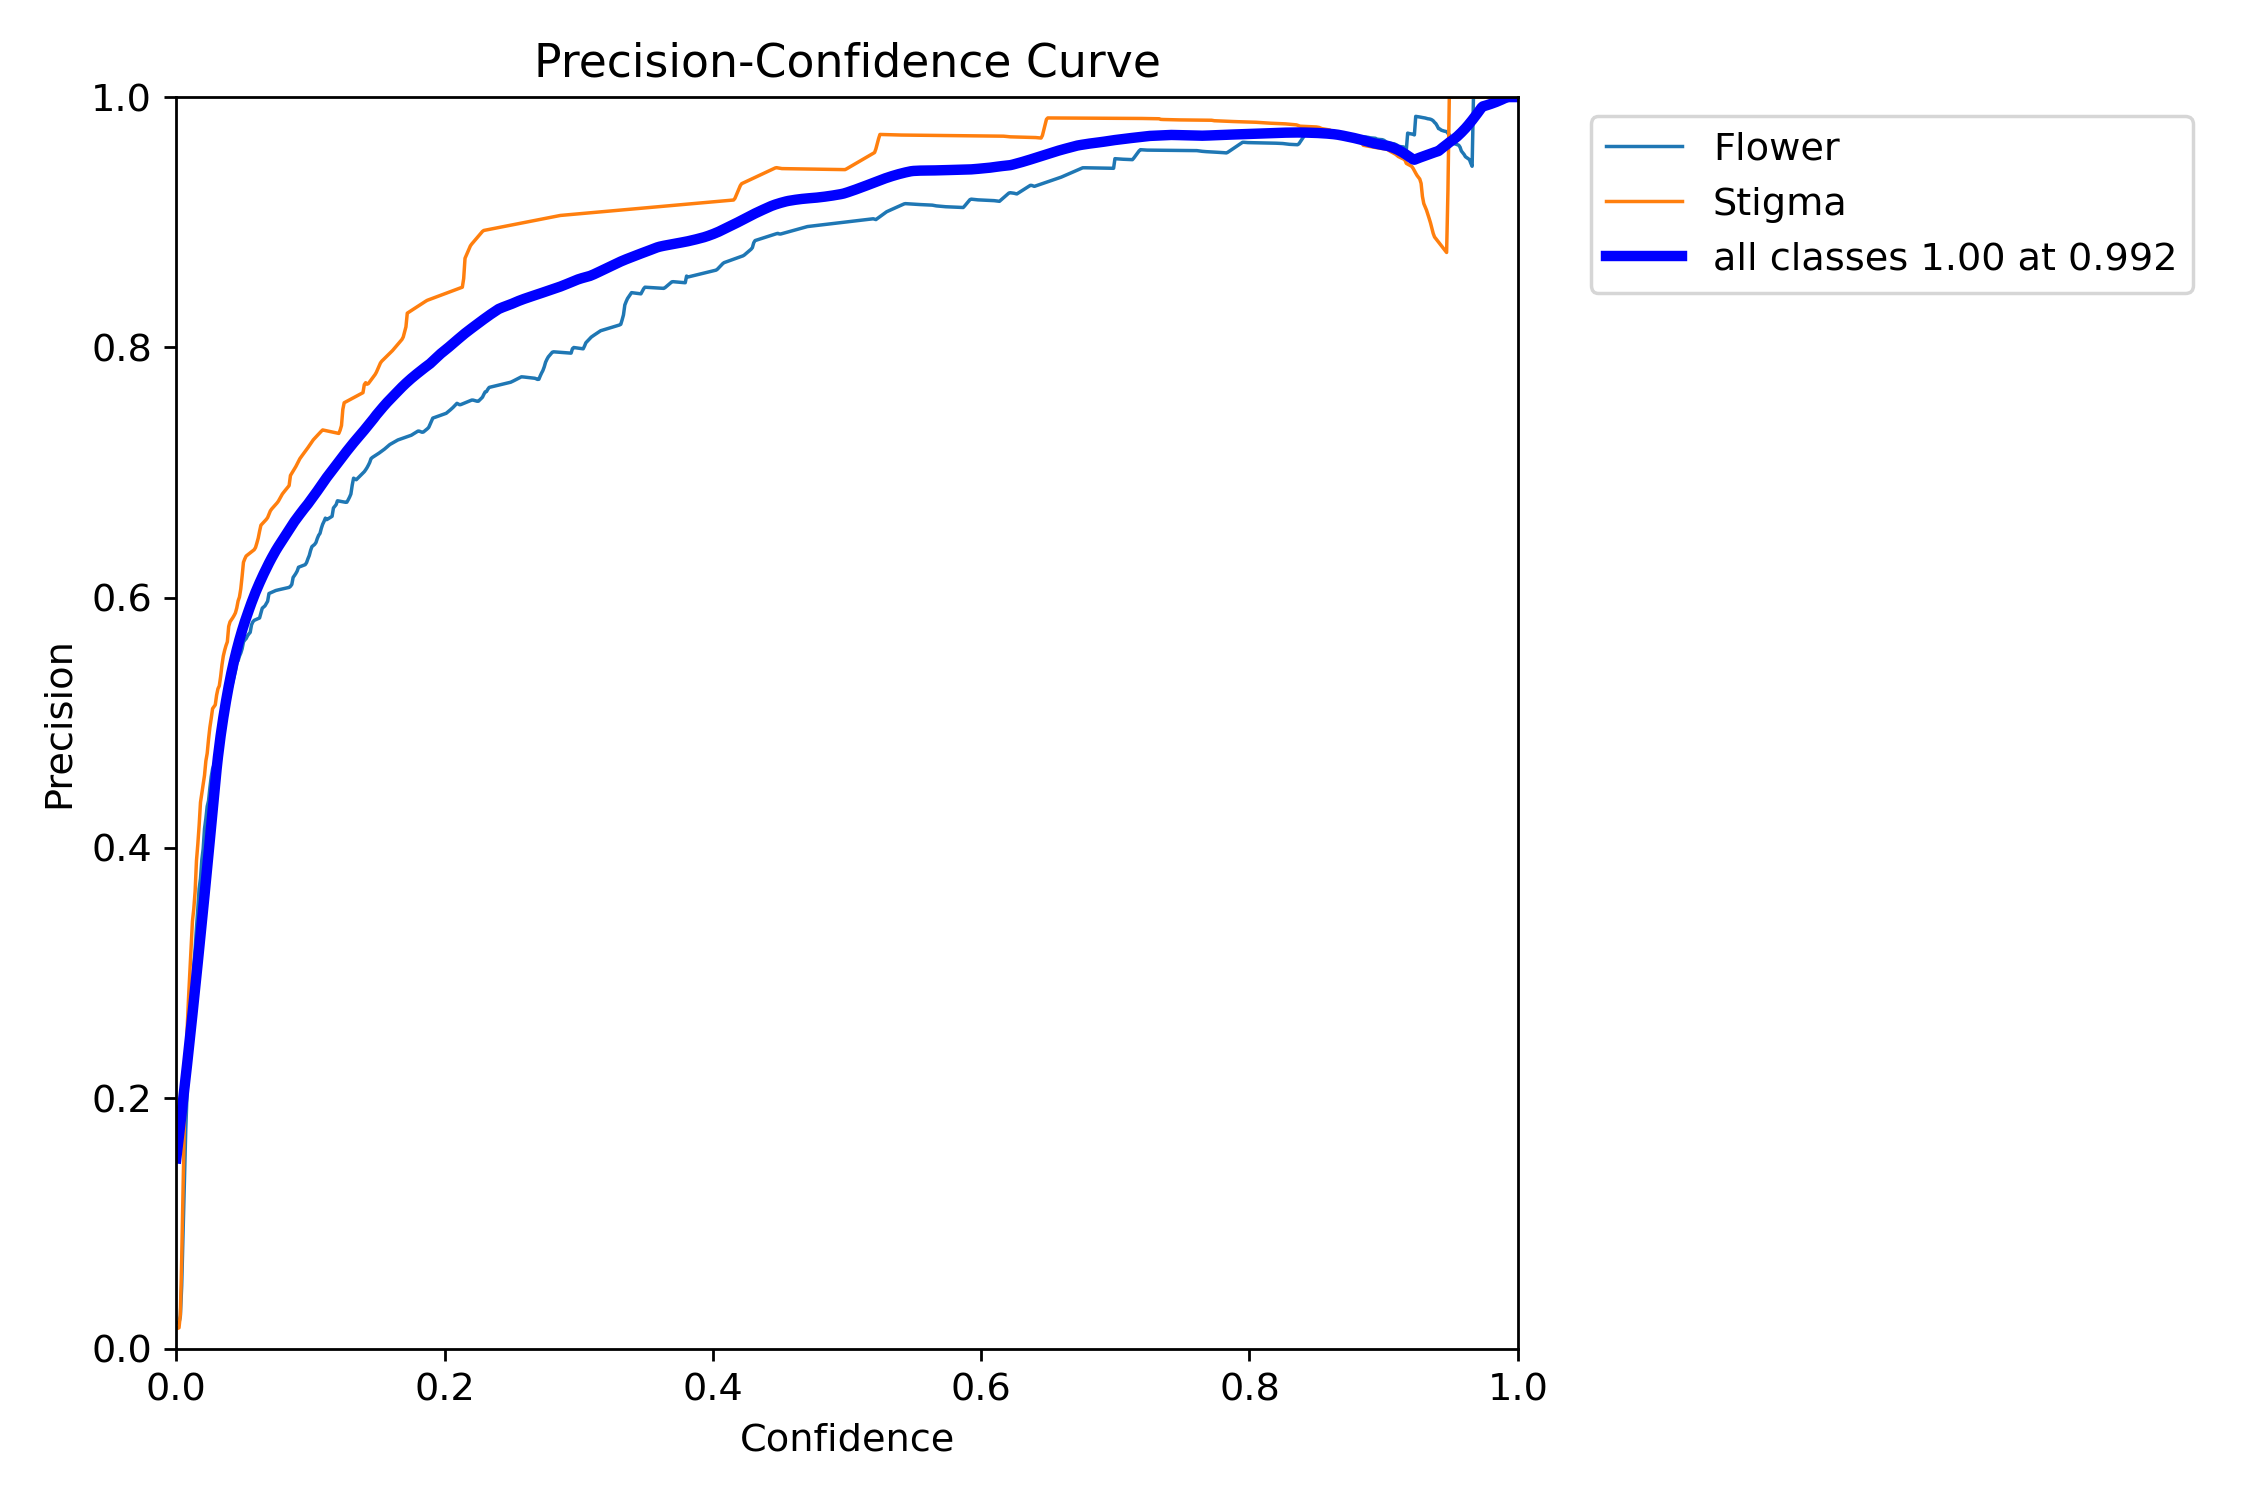 Precision-Confidence Curve
1.0
0.8
0.6
0.4
0.2
0.0
Precision
0.0 0.2 0.4 0.6 0.8 1.0
Confidence
Flower
Stigma
all classes 1.00 at 0.992